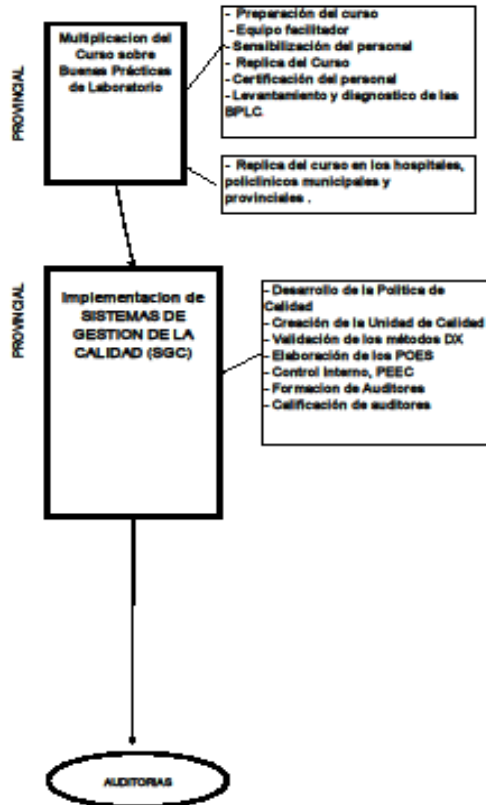 PROVINCIAL
Multiplicacion del
Curso sobre
Buenas Prácticas
de Laboratorio
- Preparación del curso
- Equipo facilitador
- Sensibilización del personal
- Replica del Curso
- Certificación del personal
- Levantamiento y diagnostico de las
BPLC
- Replica del curso en los hospitales,
policlínicos municipales y
provinciales .
PROVINCIAL
Implementacion de
SISTEMAS DE
GESTION DE LA
CALIDAD (SGC)
- Desarrollo de la Política de
Calidad
- Creación de la Unidad de Calidad
- Validación de los métodos DX
- Elaboración de los POES
- Control Interno, PEEC
- Formacion de Auditores
- Calificación de auditores
AUDITORIAS